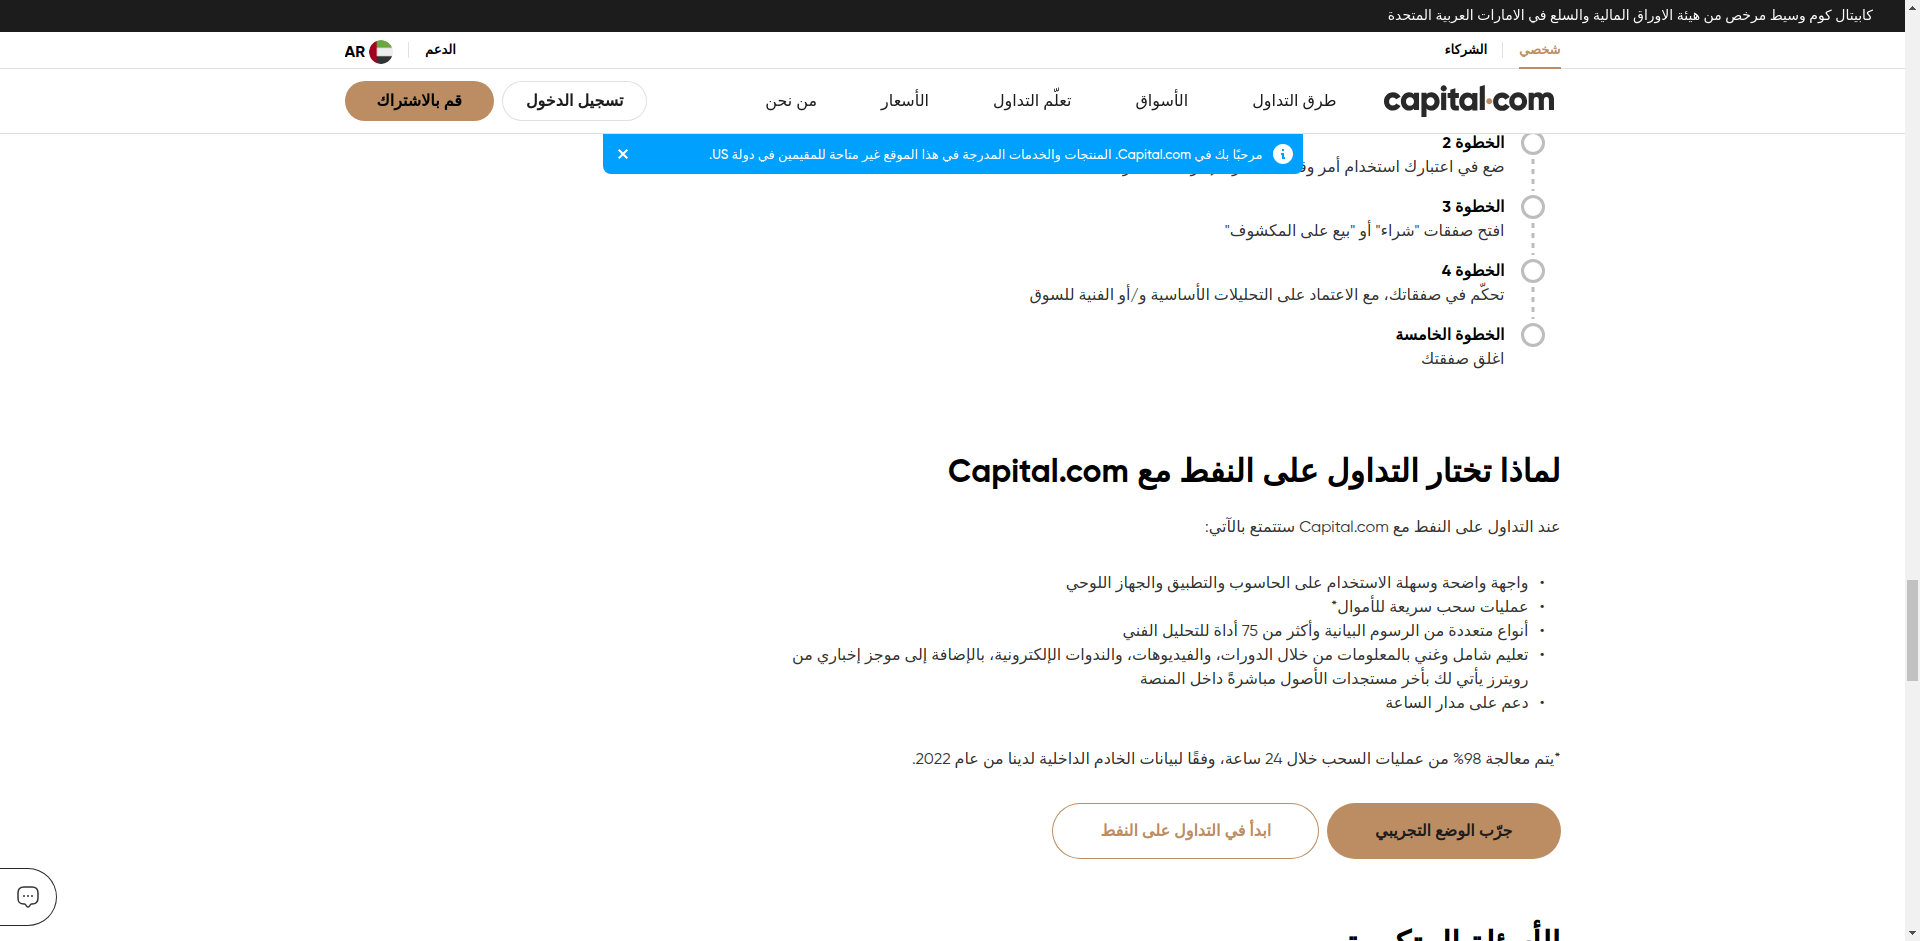 كابيتال كوم وسيط مرخص من هيئة الاوراق المالية والسلع في الامارات العربية المتحدة
شخصي
الشركاء
الدعم
AR
capital.com
طرق التداول
الأسواق
تعلّم التداول
الأسعار
من نحن
تسجيل الدخول
قم بالاشتراك
مرحبًا بك في Capital.com. المنتجات والخدمات المدرجة في هذا الموقع غير متاحة للمقيمين في دولة US.
الخطوة 2
ضع في اعتبارك استخدام أمر
الخطوة 3
افتح صفقات "شراء" أو "بيع على المكشوف"
الخطوة 4
تحكّم في صفقاتك، مع الاعتماد على التحليلات الأساسية و/أو الفنية للسوق
الخطوة الخامسة
اغلق صفقتك
لماذا تختار التداول على النفط مع Capital.com
عند التداول على النفط مع Capital.com ستتمتع بالآتي:
• واجهة واضحة وسهلة الاستخدام على الحاسوب والتطبيق والجهاز اللوحي
• عمليات سحب سريعة للأموال*
• أنواع متعددة من الرسوم البيانية وأكثر من 75 أداة للتحليل الفني
• تعليم شامل وغني بالمعلومات من خلال الدورات، والفيديوهات، والندوات الإلكترونية، بالإضافة إلى موجز إخباري من
رويترز يأتي لك بأخر مستجدات الأصول مباشرةً داخل المنصة
• دعم على مدار الساعة
*يتم معالجة 98% من عمليات السحب خلال 24 ساعة، وفقًا لبيانات الخادم الداخلية لدينا من عام 2022.
جرّب الوضع التجريبي
ابدأ في التداول على النفط